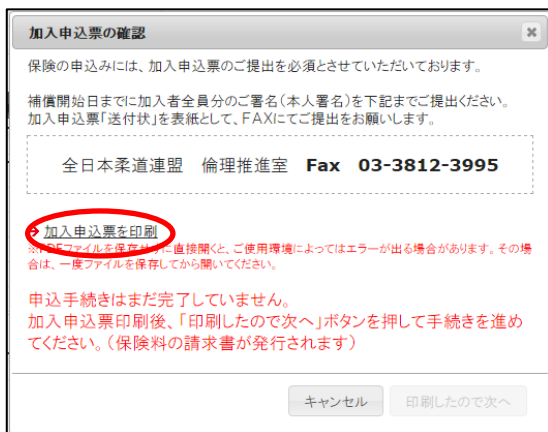 加入申込票の確認
保険の申込みには、加入申込票のご提出を必須とさせていただいております。
補償開始日までに加入者全員分のご署名(本人署名)を下記までご提出ください。
加入申込票「送付状」を表紙として、FAXにてご提出をお願いします。
全日本柔道連盟 倫理推進室 Fax 03-3812-3995
加入申込票を印刷
※PDFファイルを保存せずに直接開くと、ご使用環境によってはエラーが出る場合があります。その場
合は、一度ファイルを保存してから開いてください。
申込手続きはまだ完了していません。
加入申込票印刷後、「印刷したので次へ」ボタンを押して手続きを進め
てください。(保険料の請求書が発行されます)
キャンセル 印刷したので次へ